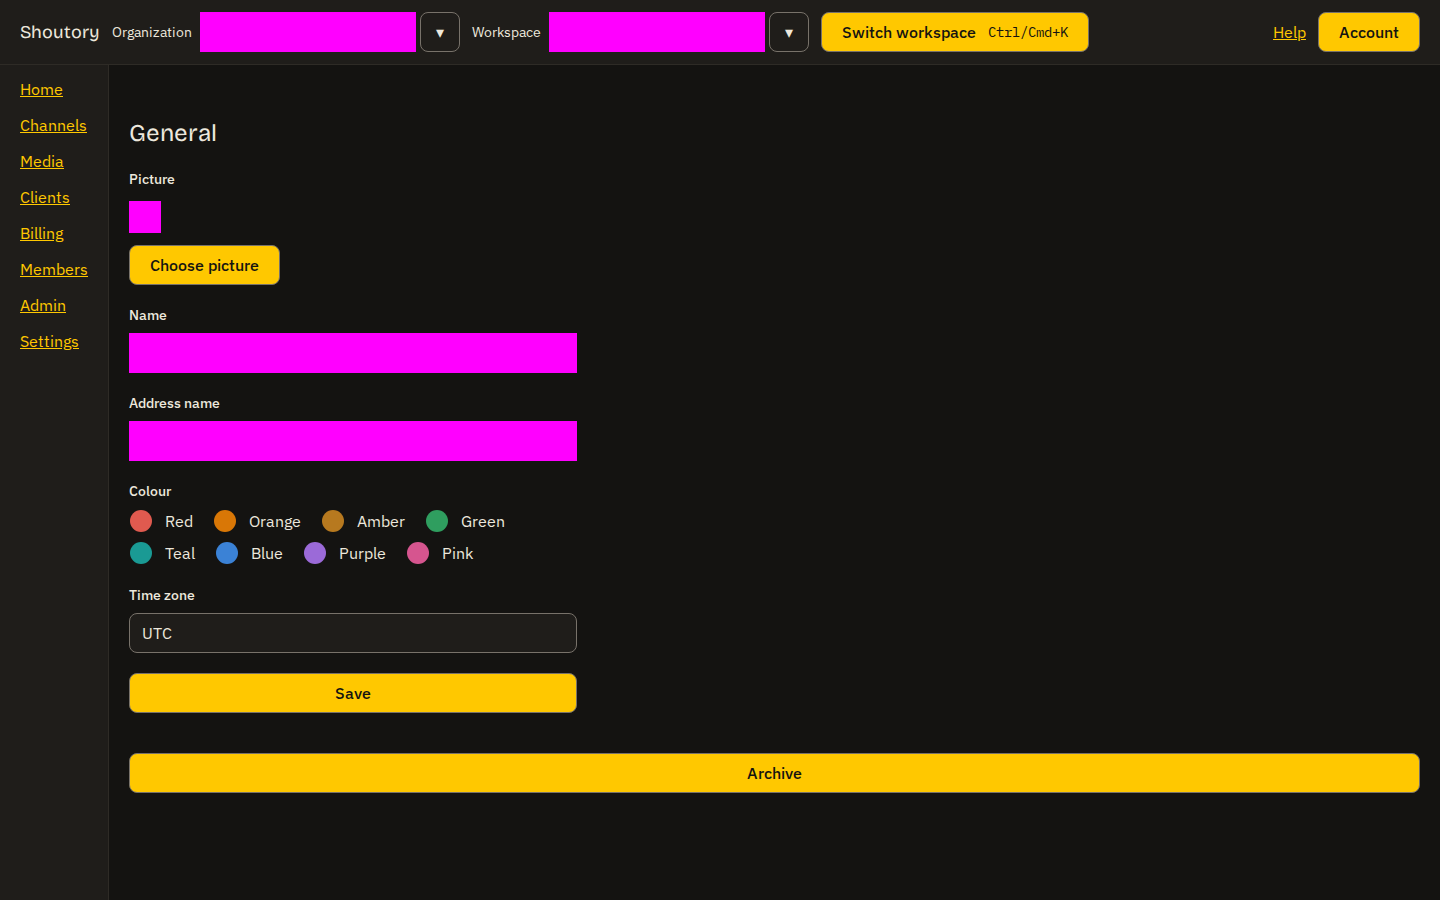 Shoutory Organization ▼ Workspace ▼ Switch workspace Ctrl/Cmd+K Help Account
Home
Channels
Media
Clients
Billing
Members
Admin
Settings
General
Picture
Choose picture
Name
Address name
Colour
Red Orange Amber Green
Teal Blue Purple Pink
Time zone
UTC
Save
Archive